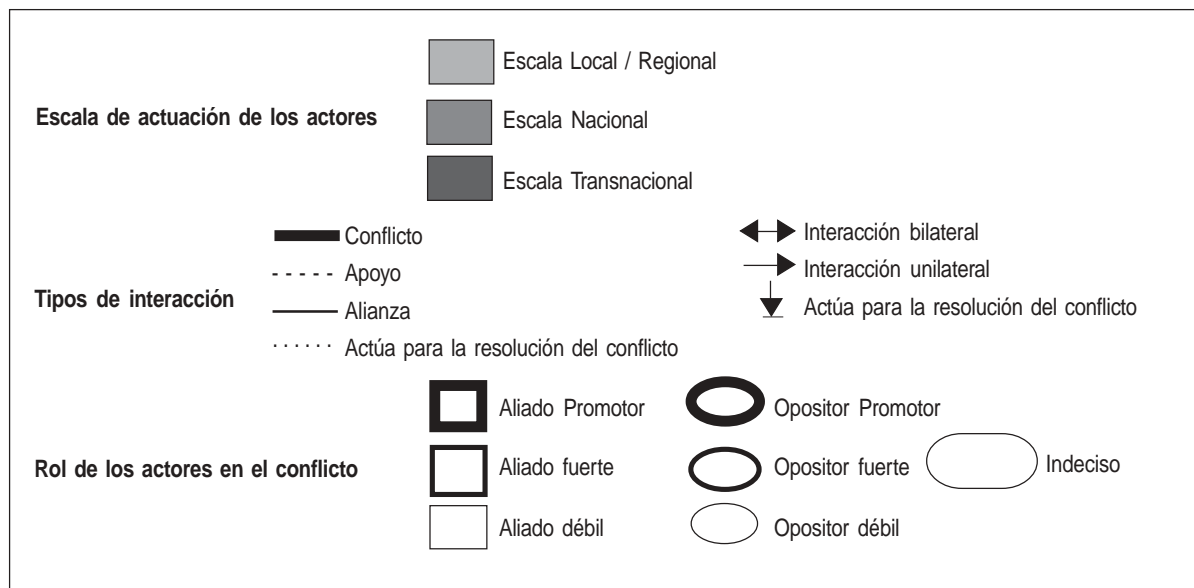 Escala Local / Regional
Escala de actuación de los actores
Escala Nacional
Escala Transnacional
Conflicto
Interacción bilateral
Apoyo
Interacción unilateral
Tipos de interacción
Alianza
Actúa para la resolución del conflicto
Actúa para la resolución del conflicto
Aliado Promotor
Opositor Promotor
Rol de los actores en el conflicto
Aliado fuerte
Opositor fuerte
Indeciso
Aliado débil
Opositor débil